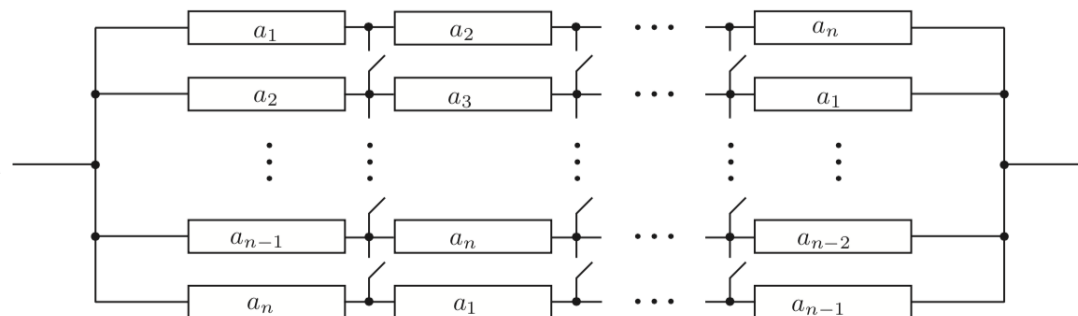 a₁ a₂ ••• aₙ
a₂ a₃ ••• a₁
aₙ₋₁ aₙ ••• aₙ₋₂
aₙ a₁ ••• aₙ₋₁